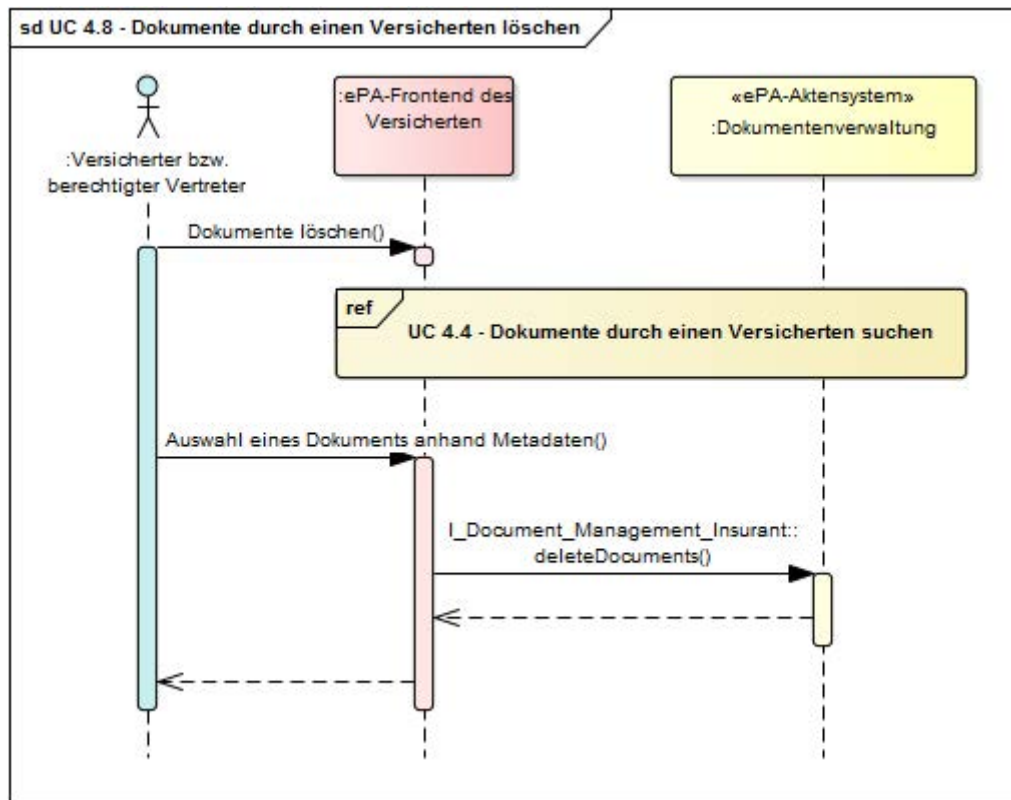 sd UC 4.8 - Dokumente durch einen Versicherten löschen
:Versicherter bzw.
berechtigter Vertreter
:ePA-Frontend des
Versicherten
«ePA-Aktensystem»
:Dokumentenverwaltung
Dokumente löschen()
ref
UC 4.4 - Dokumente durch einen Versicherten suchen
Auswahl eines Dokuments anhand Metadaten()
I_Document_Management_Insurant::
deleteDocuments()